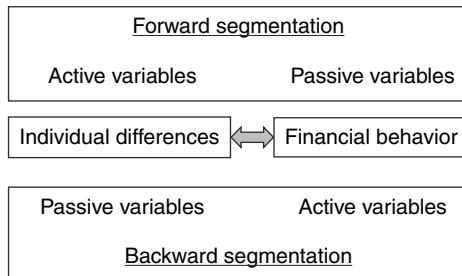 Forward segmentation
Active variables Passive variables
Individual differences Financial behavior
Passive variables Active variables
Backward segmentation